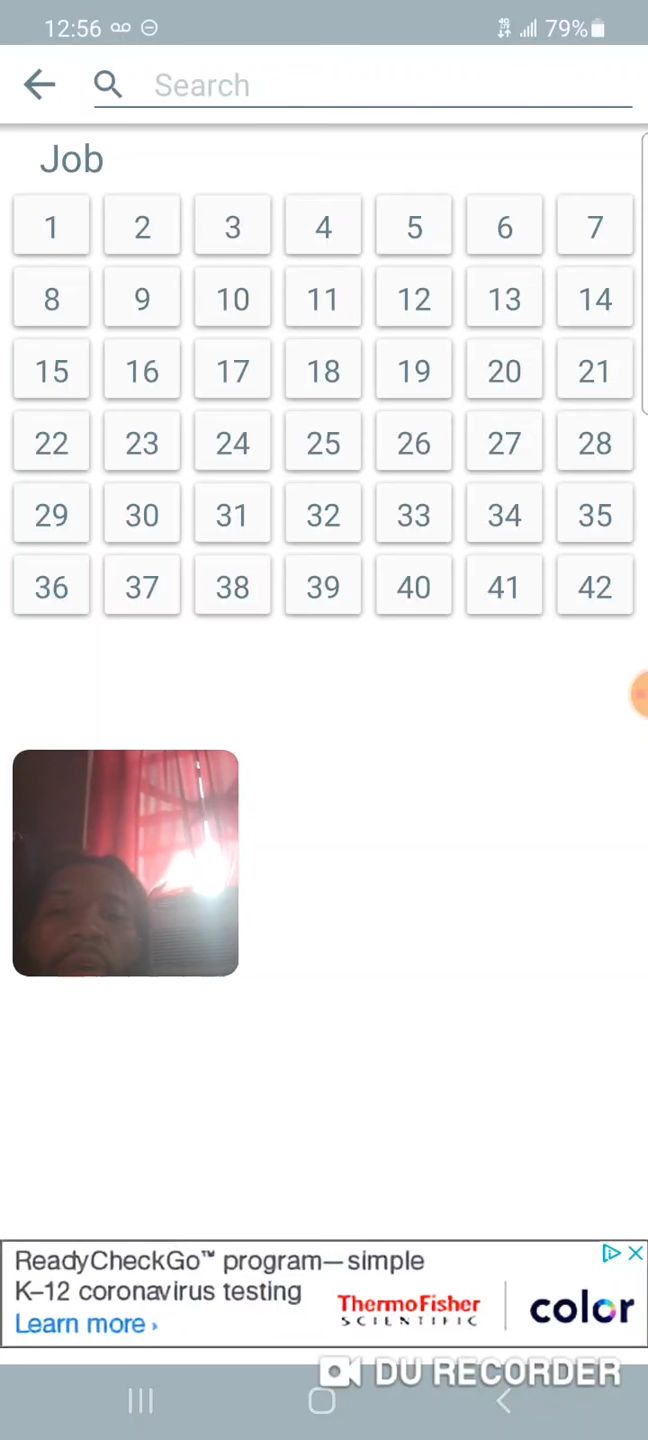 12:56 79%
Search
Job
1 2 3 4 5 6 7
8 9 10 11 12 13 14
15 16 17 18 19 20 21
22 23 24 25 26 27 28
29 30 31 32 33 34 35
36 37 38 39 40 41 42
ReadyCheckGo™ program—simple
K–12 coronavirus testing
Learn more ›
ThermoFisher
SCIENTIFIC
color
DU RECORDER